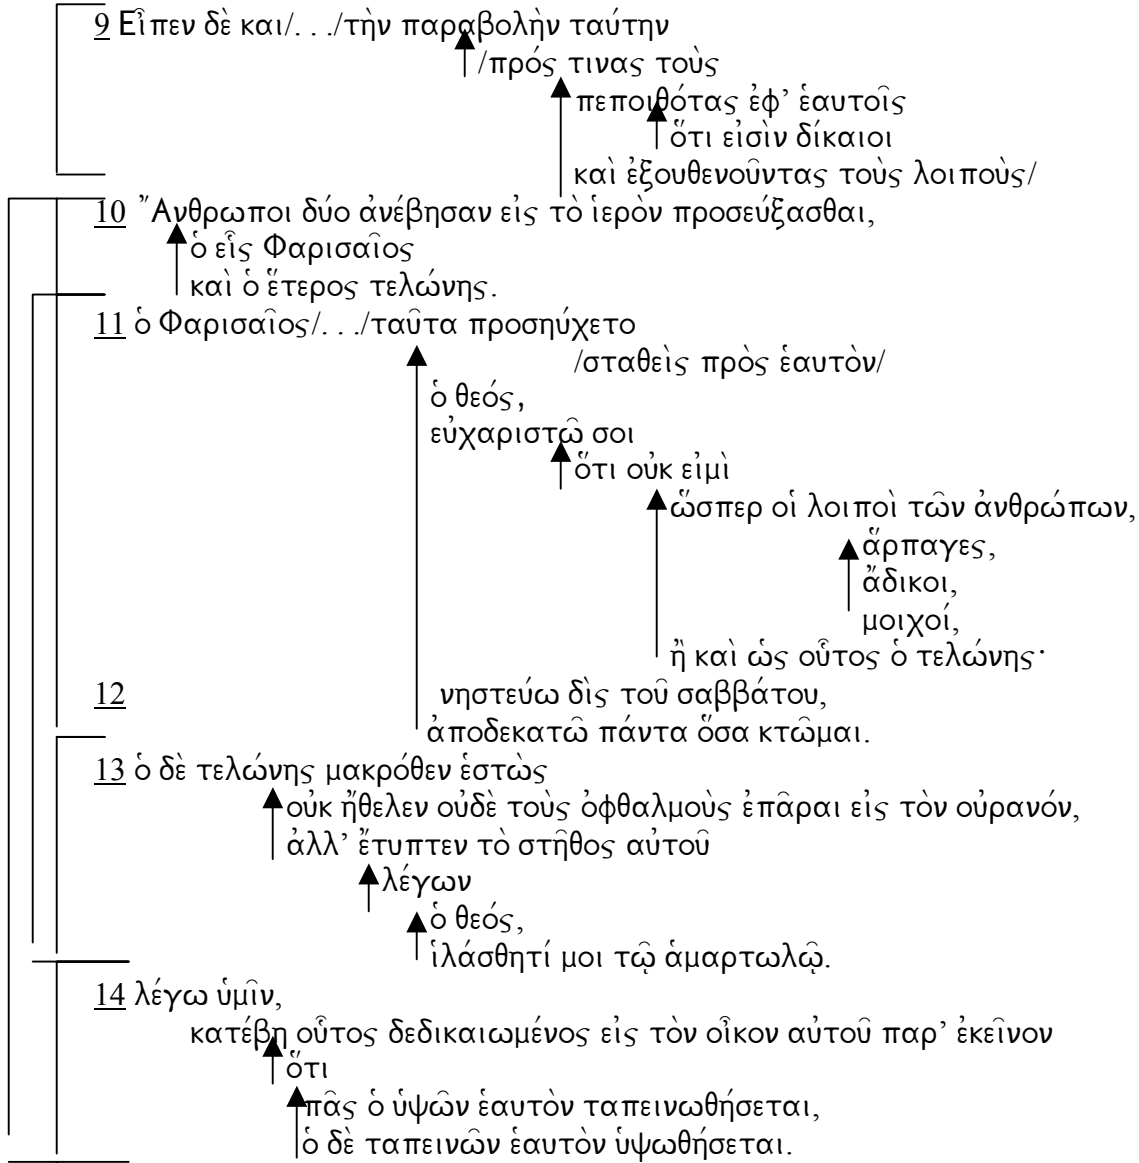 9 Εἶπεν δὲ και/. . ./τὴν παραβολὴν ταύτην
/πρός τινας τοὺς
πεποιθότας ἐφ’ ἑαυτοῖς
ὅτι εἰσὶν δίκαιοι
καὶ ἐξουθενοῦντας τοὺς λοιποὺς/
10 Ἄνθρωποι δύο ἀνέβησαν εἰς τὸ ἱερὸν προσεύξασθαι,
ὁ εἷς Φαρισαῖος
καὶ ὁ ἕτερος τελώνης.
11 ὁ Φαρισαῖος/. . ./ταῦτα προσηύχετο
/σταθεὶς πρὸς ἑαυτὸν/
ὁ θεός,
εὐχαριστῶ σοι
ὅτι οὐκ εἰμὶ
ὥσπερ οἱ λοιποὶ τῶν ἀνθρώπων,
ἅρπαγες,
ἄδικοι,
μοιχοί,
ἢ καὶ ὡς οὗτος ὁ τελώνης·
12 νηστεύω δὶς τοῦ σαββάτου,
ἀποδεκατῶ πάντα ὅσα κτῶμαι.
13 ὁ δὲ τελώνης μακρόθεν ἑστὼς
οὐκ ἤθελεν οὐδὲ τοὺς ὀφθαλμοὺς ἐπᾶραι εἰς τὸν οὐρανόν,
ἀλλ’ ἔτυπτεν τὸ στῆθος αὐτοῦ
λέγων
ὁ θεός,
ἱλάσθητί μοι τῷ ἁμαρτωλῷ.
14 λέγω ὑμῖν,
κατέβη οὗτος δεδικαιωμένος εἰς τὸν οἶκον αὐτοῦ παρ’ ἐκεῖνον
ὅτι
πᾶς ὁ ὑψῶν ἑαυτὸν ταπεινωθήσεται,
ὁ δὲ ταπεινῶν ἑαυτὸν ὑψωθήσεται.